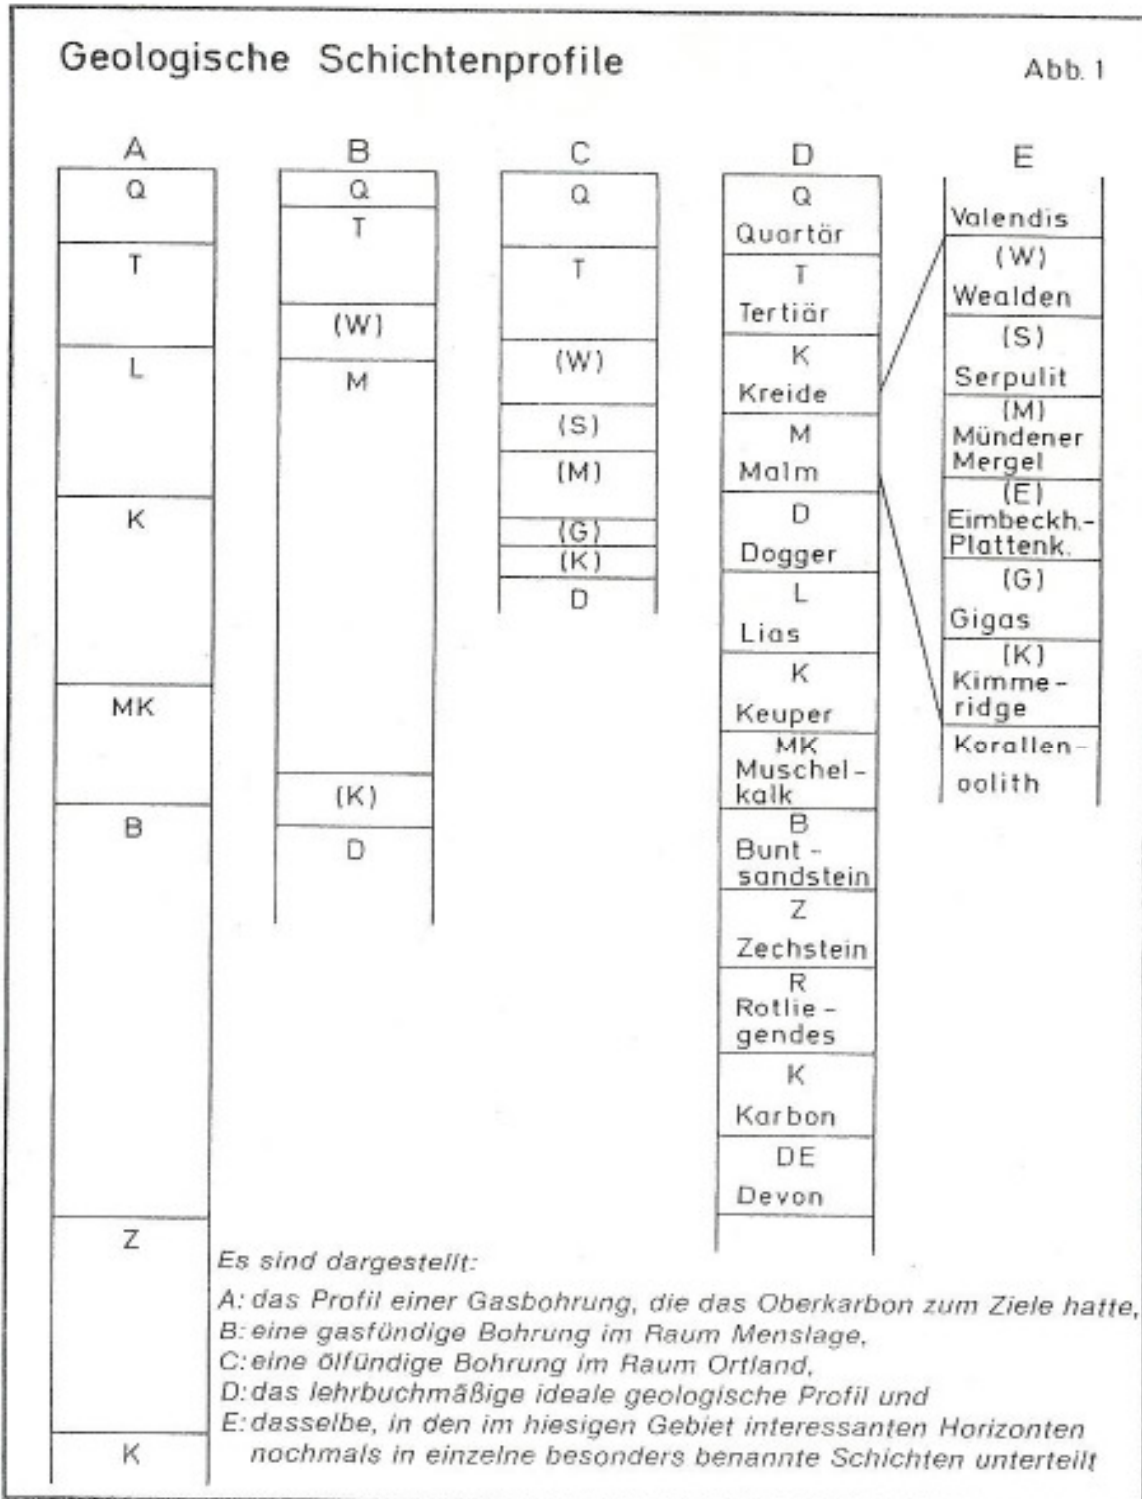 Geologische Schichtenprofile
Abb. 1
A
Q
T
L
K
MK
B
Z
K
B
Q
T
(W)
M
(K)
D
C
Q
T
(W)
(S)
(M)
(G)
(K)
D
D
Q
Quartär
T
Tertiär
K
Kreide
M
Malm
D
Dogger
L
Lias
K
Keuper
MK
Muschel-
kalk
B
Bunt-
sandstein
Z
Zechstein
R
Rotlie-
gendes
K
Karbon
DE
Devon
E
Valendis
(W)
Wealden
(S)
Serpulit
(M)
Mündener
Mergel
(E)
Eimbeckh.-
Plattenk.
(G)
Gigas
(K)
Kimme-
ridge
Korallen-
oolith
Es sind dargestellt:
A: das Profil einer Gasbohrung, die das Oberkarbon zum Ziele hatte,
B: eine gasfündige Bohrung im Raum Menslage,
C: eine ölfündige Bohrung im Raum Ortland,
D: das lehrbuchmäßige ideale geologische Profil und
E: dasselbe, in den im hiesigen Gebiet interessanten Horizonten
nochmals in einzelne besonders benannte Schichten unterteilt